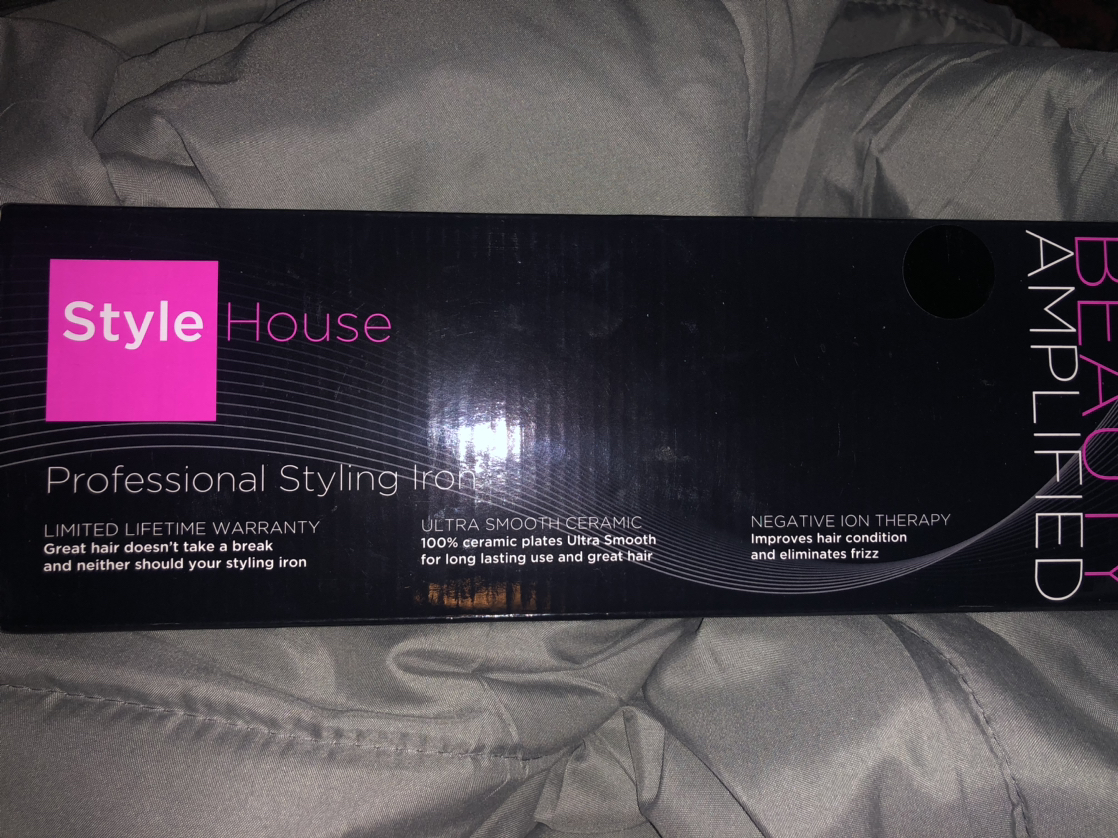 Style House
Professional Styling Iron
LIMITED LIFETIME WARRANTY
Great hair doesn't take a break
and neither should your styling iron
ULTRA SMOOTH CERAMIC
100% ceramic plates Ultra Smooth
for long lasting use and great hair
NEGATIVE ION THERAPY
Improves hair condition
and eliminates frizz
BEAUTY
AMPLIFIED